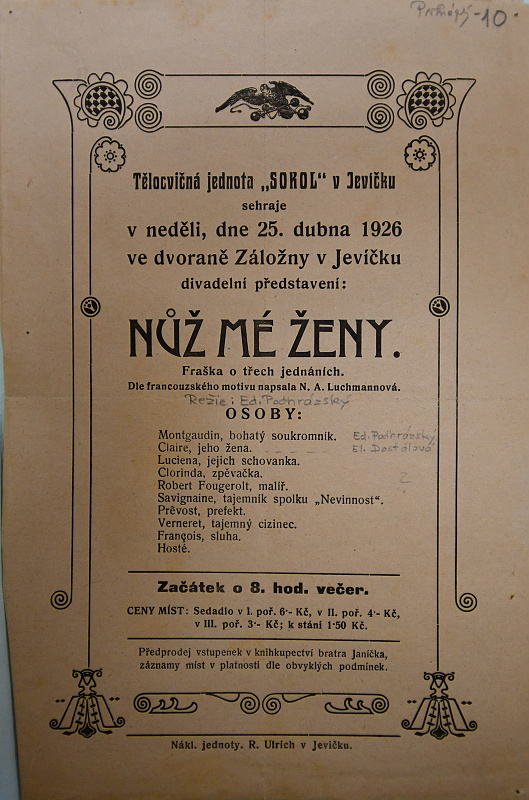 -10
Tělocvičná jednota „SOKOL“ v Jevíčku
sehraje
v neděli, dne 25. dubna 1926
ve dvoraně Záložny v Jevíčku
divadelní představení:
NŮŽ MÉ ŽENY.
Fraška o třech jednáních.
Dle francouzského motivu napsala N. A. Luchmannová.
Režie: Ed. Podhrázský
OSOBY:
Montgaudin, bohatý soukromník. Ed. Podhrázský
Claire, jeho žena. El. Dostálová
Luciena, jejich schovanka.
Clorinda, zpěvačka.
Robert Fougerolt, malíř. ?
Savignaine, tajemník spolku „Nevinnost“.
Prêvost, prefekt.
Verneret, tajemný cizinec.
François, sluha.
Hosté.
Začátek o 8. hod. večer.
CENY MÍST: Sedadlo v I. poř. 6·- Kč, v II. poř. 4·- Kč,
v III. poř. 3·- Kč; k stání 1·50 Kč.
Předprodej vstupenek v knihkupectví bratra Janíčka,
záznamy míst v platnosti dle obvyklých podmínek.
Nákl. jednoty. R. Ulrich v Jevíčku.